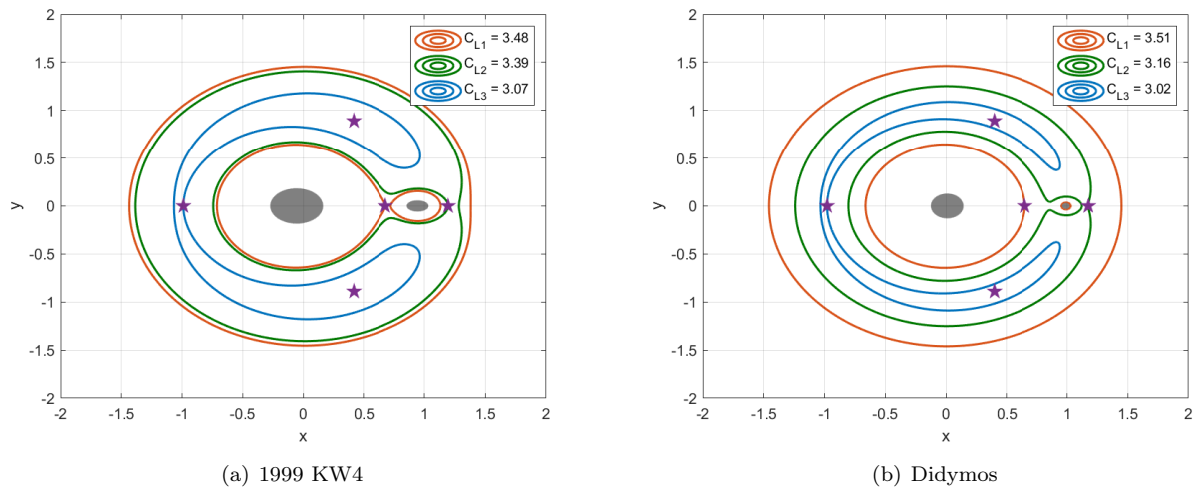 2
1.5
1
0.5
0
-0.5
-1
-1.5
-2
y
-2 -1.5 -1 -0.5 0 0.5 1 1.5 2
x
C_L1 = 3.48
C_L2 = 3.39
C_L3 = 3.07
(a) 1999 KW4
2
1.5
1
0.5
0
-0.5
-1
-1.5
-2
y
-2 -1.5 -1 -0.5 0 0.5 1 1.5 2
x
C_L1 = 3.51
C_L2 = 3.16
C_L3 = 3.02
(b) Didymos